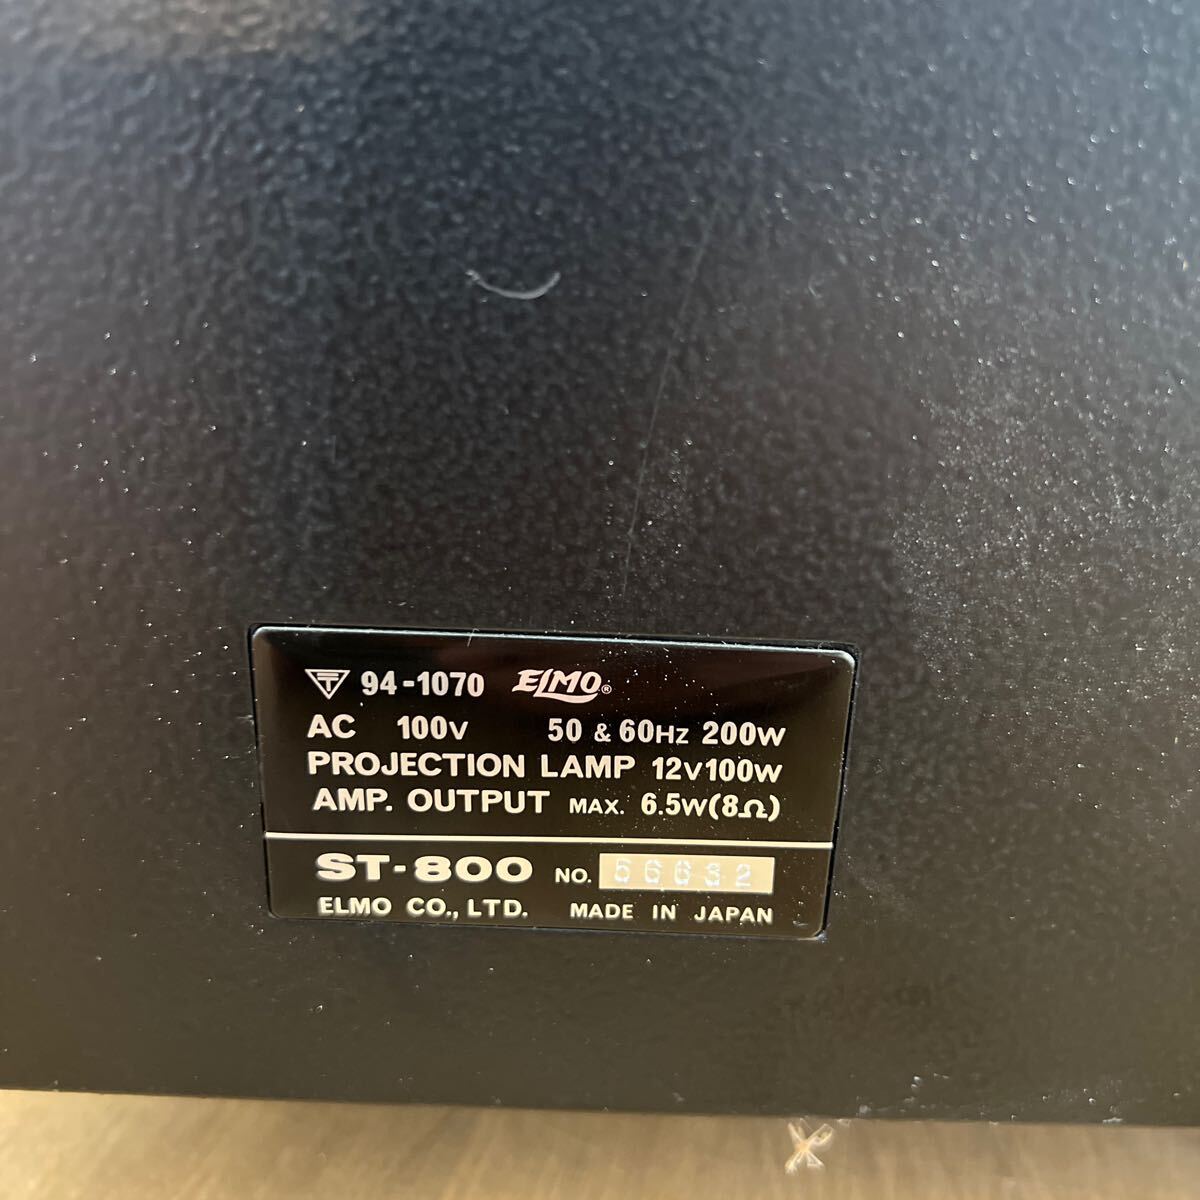 94-1070 ELMO®
AC 100V 50 & 60Hz 200W
PROJECTION LAMP 12V100W
AMP. OUTPUT MAX. 6.5W(8Ω)
ST-800 NO.
ELMO CO., LTD. MADE IN JAPAN